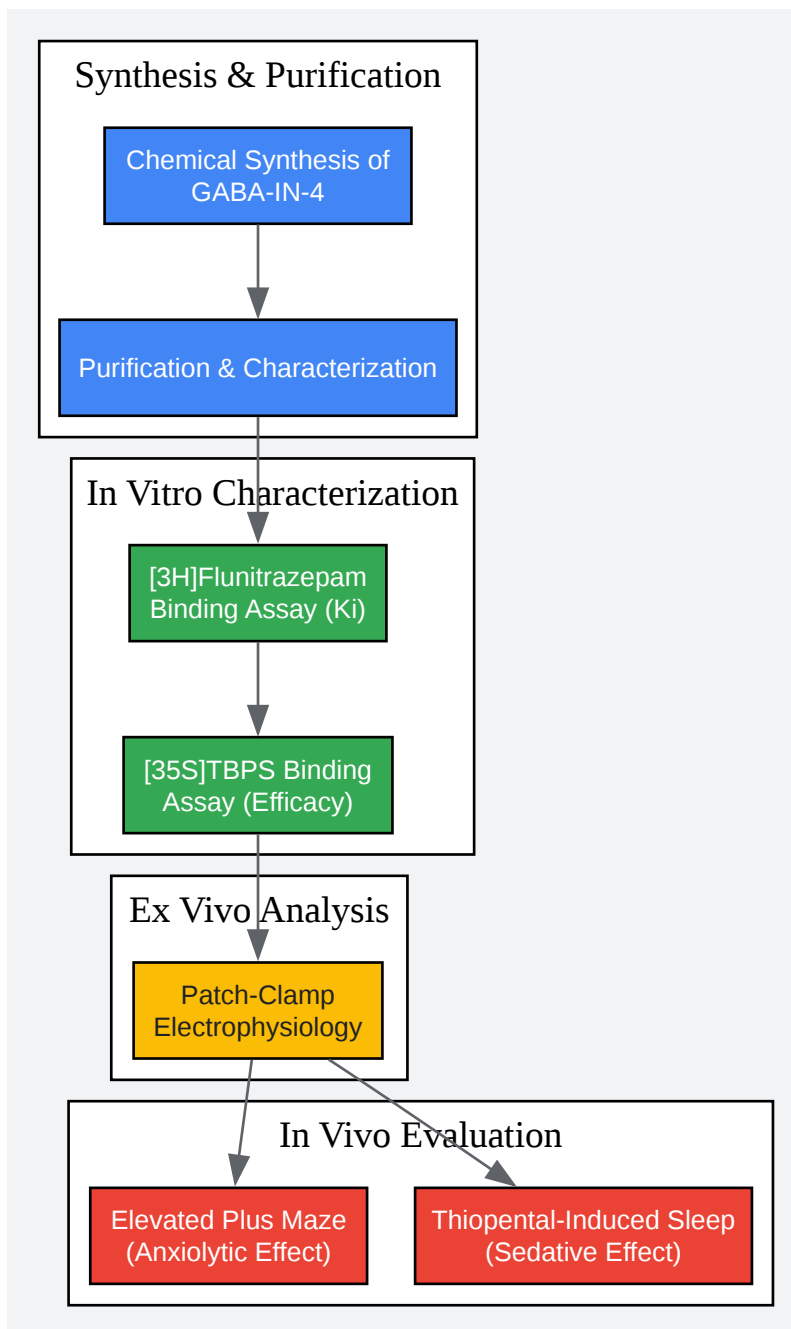 Synthesis & Purification
Chemical Synthesis of
GABA-IN-4
Purification & Characterization
In Vitro Characterization
[3H]Flunitrazepam
Binding Assay (Ki)
[35S]TBPS Binding
Assay (Efficacy)
Ex Vivo Analysis
Patch-Clamp
Electrophysiology
In Vivo Evaluation
Elevated Plus Maze
(Anxiolytic Effect)
Thiopental-Induced Sleep
(Sedative Effect)